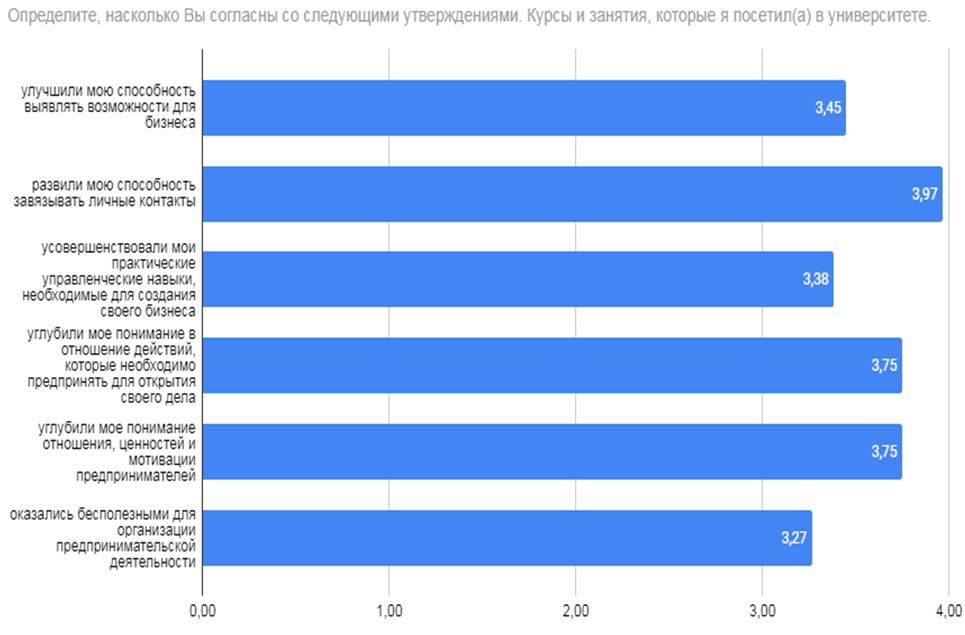 Определите, насколько Вы согласны со следующими утверждениями. Курсы и занятия, которые я посетил(а) в университете.
улучшили мою способность
выявлять возможности для
бизнеса
3,45
развили мою способность
завязывать личные контакты
3,97
усовершенствовали мои
практические
управленческие навыки,
необходимые для создания
своего бизнеса
3,38
углубили мое понимание в
отношение действий,
которые необходимо
предпринять для открытия
своего дела
3,75
углубили мое понимание
отношения, ценностей и
мотивации
предпринимателей
3,75
оказались бесполезными для
организации
предпринимательской
деятельности
3,27
0,00 1,00 2,00 3,00 4,00